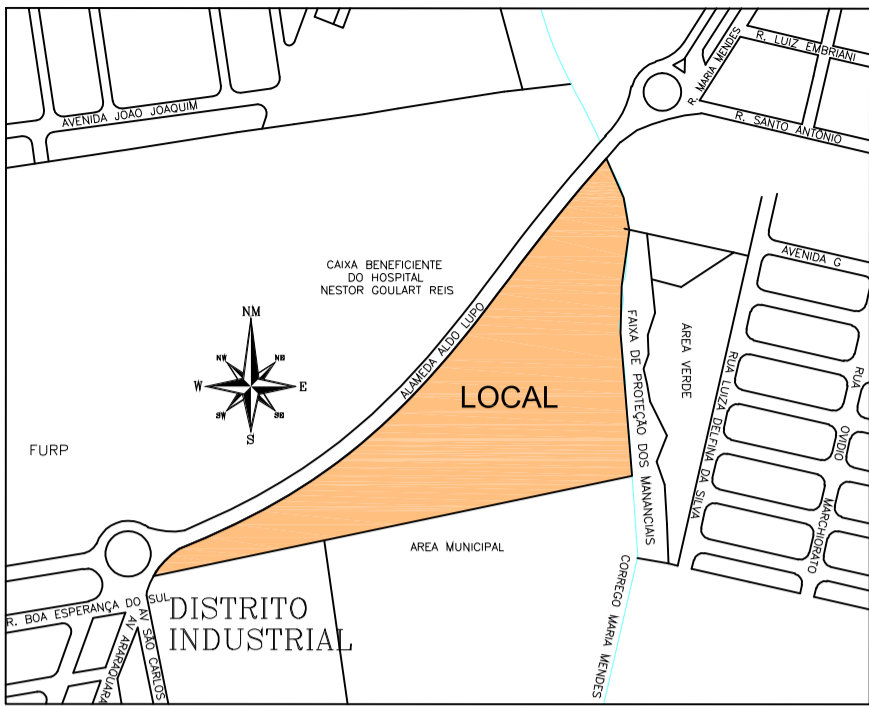 R. LUIZ EMBRIANI
R. MARIA MENDES
AVENIDA JOÃO JOAQUIM
R. SANTO ANTÔNIO
AVENIDA G
CAIXA BENEFICIENTE
DO HOSPITAL
NESTOR GOULART REIS
ALAMEDA ALDO LUPO
NM
NW
NE
W
E
SW
SE
S
LOCAL
FAIXA DE PROTEÇÃO DOS MANANCIAIS
ÁREA VERDE
RUA LUIZA DELFINA DA SILVA
RUA
OVIDIO
MARCHIORATO
FURP
AREA MUNICIPAL
CORREGO MARIA MENDES
DISTRITO
INDUSTRIAL
R. BOA ESPERANÇA DO SUL
AV SÃO CARLOS
AV ARARAQUARA